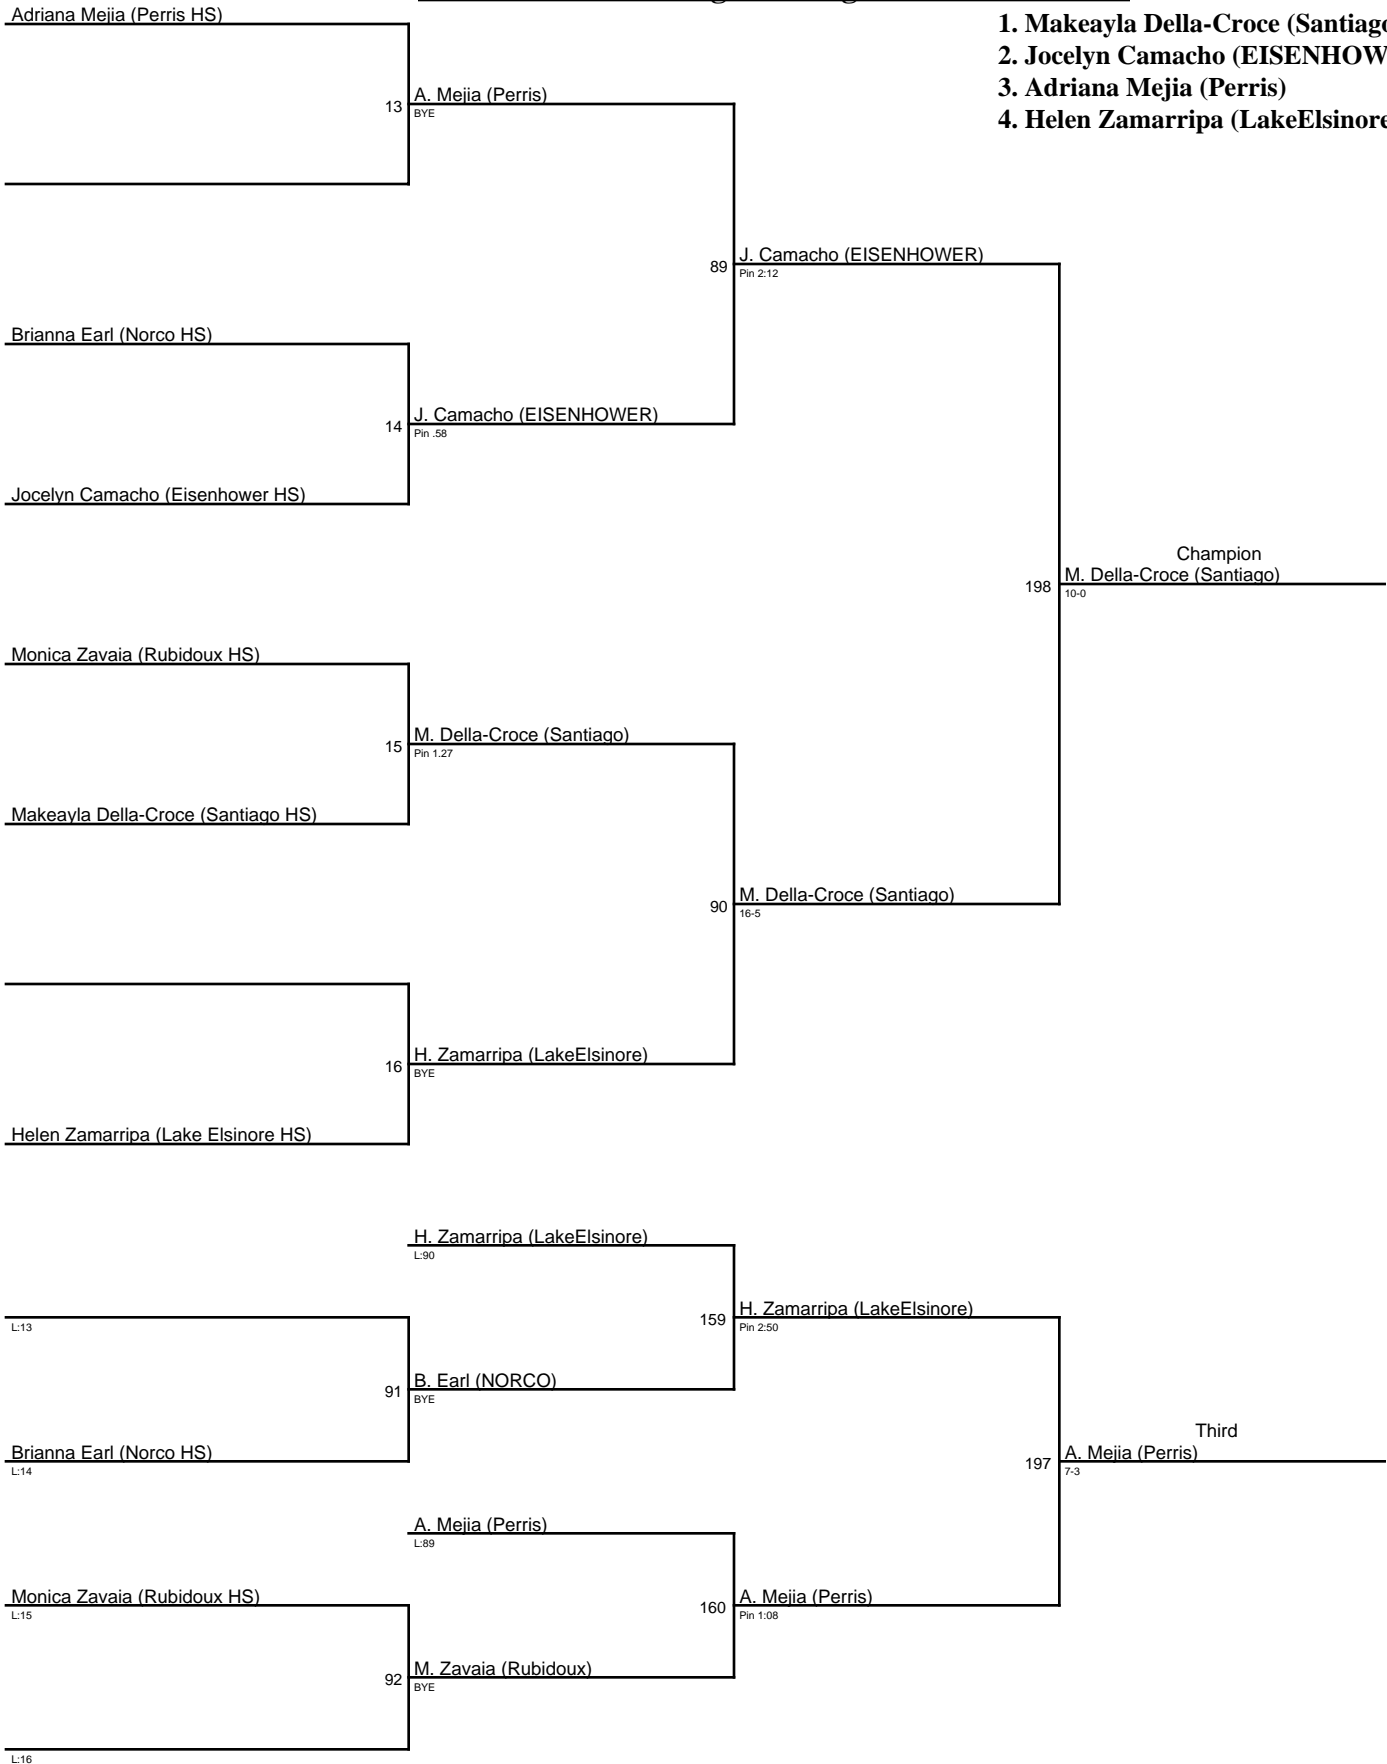 Adriana Mejia (Perris HS)
1. Makeayla Della-Croce (Santiago
2. Jocelyn Camacho (EISENHOW
3. Adriana Mejia (Perris)
4. Helen Zamarripa (LakeElsinore
13
A. Mejia (Perris)
BYE
89
J. Camacho (EISENHOWER)
Pin 2:12
Brianna Earl (Norco HS)
14
J. Camacho (EISENHOWER)
Pin .58
Jocelyn Camacho (Eisenhower HS)
Champion
198
M. Della-Croce (Santiago)
10-0
Monica Zavaia (Rubidoux HS)
15
M. Della-Croce (Santiago)
Pin 1.27
Makeayla Della-Croce (Santiago HS)
90
M. Della-Croce (Santiago)
16-5
16
H. Zamarripa (LakeElsinore)
BYE
Helen Zamarripa (Lake Elsinore HS)
H. Zamarripa (LakeElsinore)
L:90
L:13
159
H. Zamarripa (LakeElsinore)
Pin 2:50
91
B. Earl (NORCO)
BYE
Brianna Earl (Norco HS)
L:14
Third
197
A. Mejia (Perris)
7-3
A. Mejia (Perris)
L:89
Monica Zavaia (Rubidoux HS)
L:15
160
A. Mejia (Perris)
Pin 1:08
92
M. Zavaia (Rubidoux)
BYE
L:16